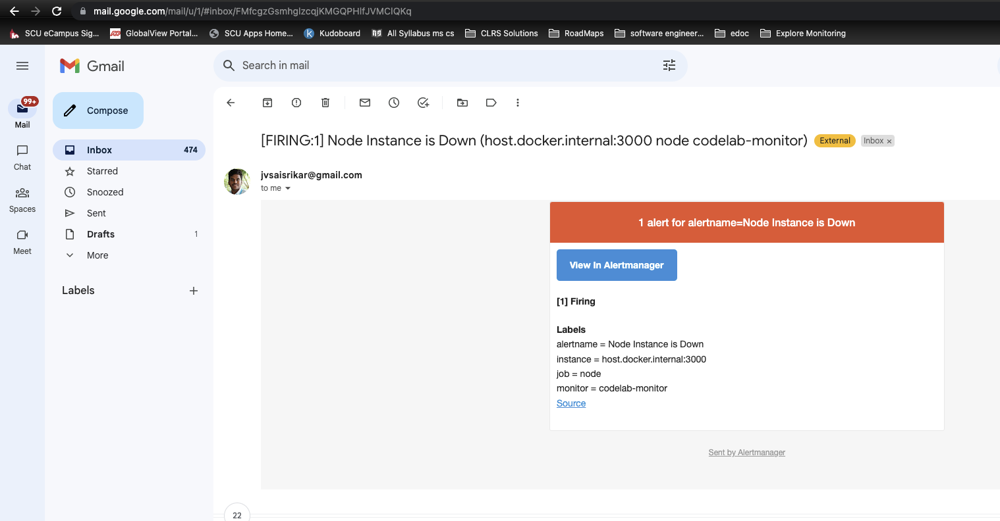 mail.google.com/mail/u/1/#inbox/FMfcgzGsmhglzcqjKMGQPHlfJVMClQKq
SCU eCampus Sig... GlobalView Portal... SCU Apps Home... Kudoboard All Syllabus ms cs CLRS Solutions RoadMaps software engineer... edoc Explore Monitoring
Gmail
Search in mail
99+
Mail
Chat
Spaces
Meet
Compose
Inbox 474
Starred
Snoozed
Sent
Drafts 1
More
Labels
[FIRING:1] Node Instance is Down (host.docker.internal:3000 node codelab-monitor) External Inbox ×
jvsaisrikar@gmail.com
to me
1 alert for alertname=Node Instance is Down
View In Alertmanager
[1] Firing
Labels
alertname = Node Instance is Down
instance = host.docker.internal:3000
job = node
monitor = codelab-monitor
Source
Sent by Alertmanager
22